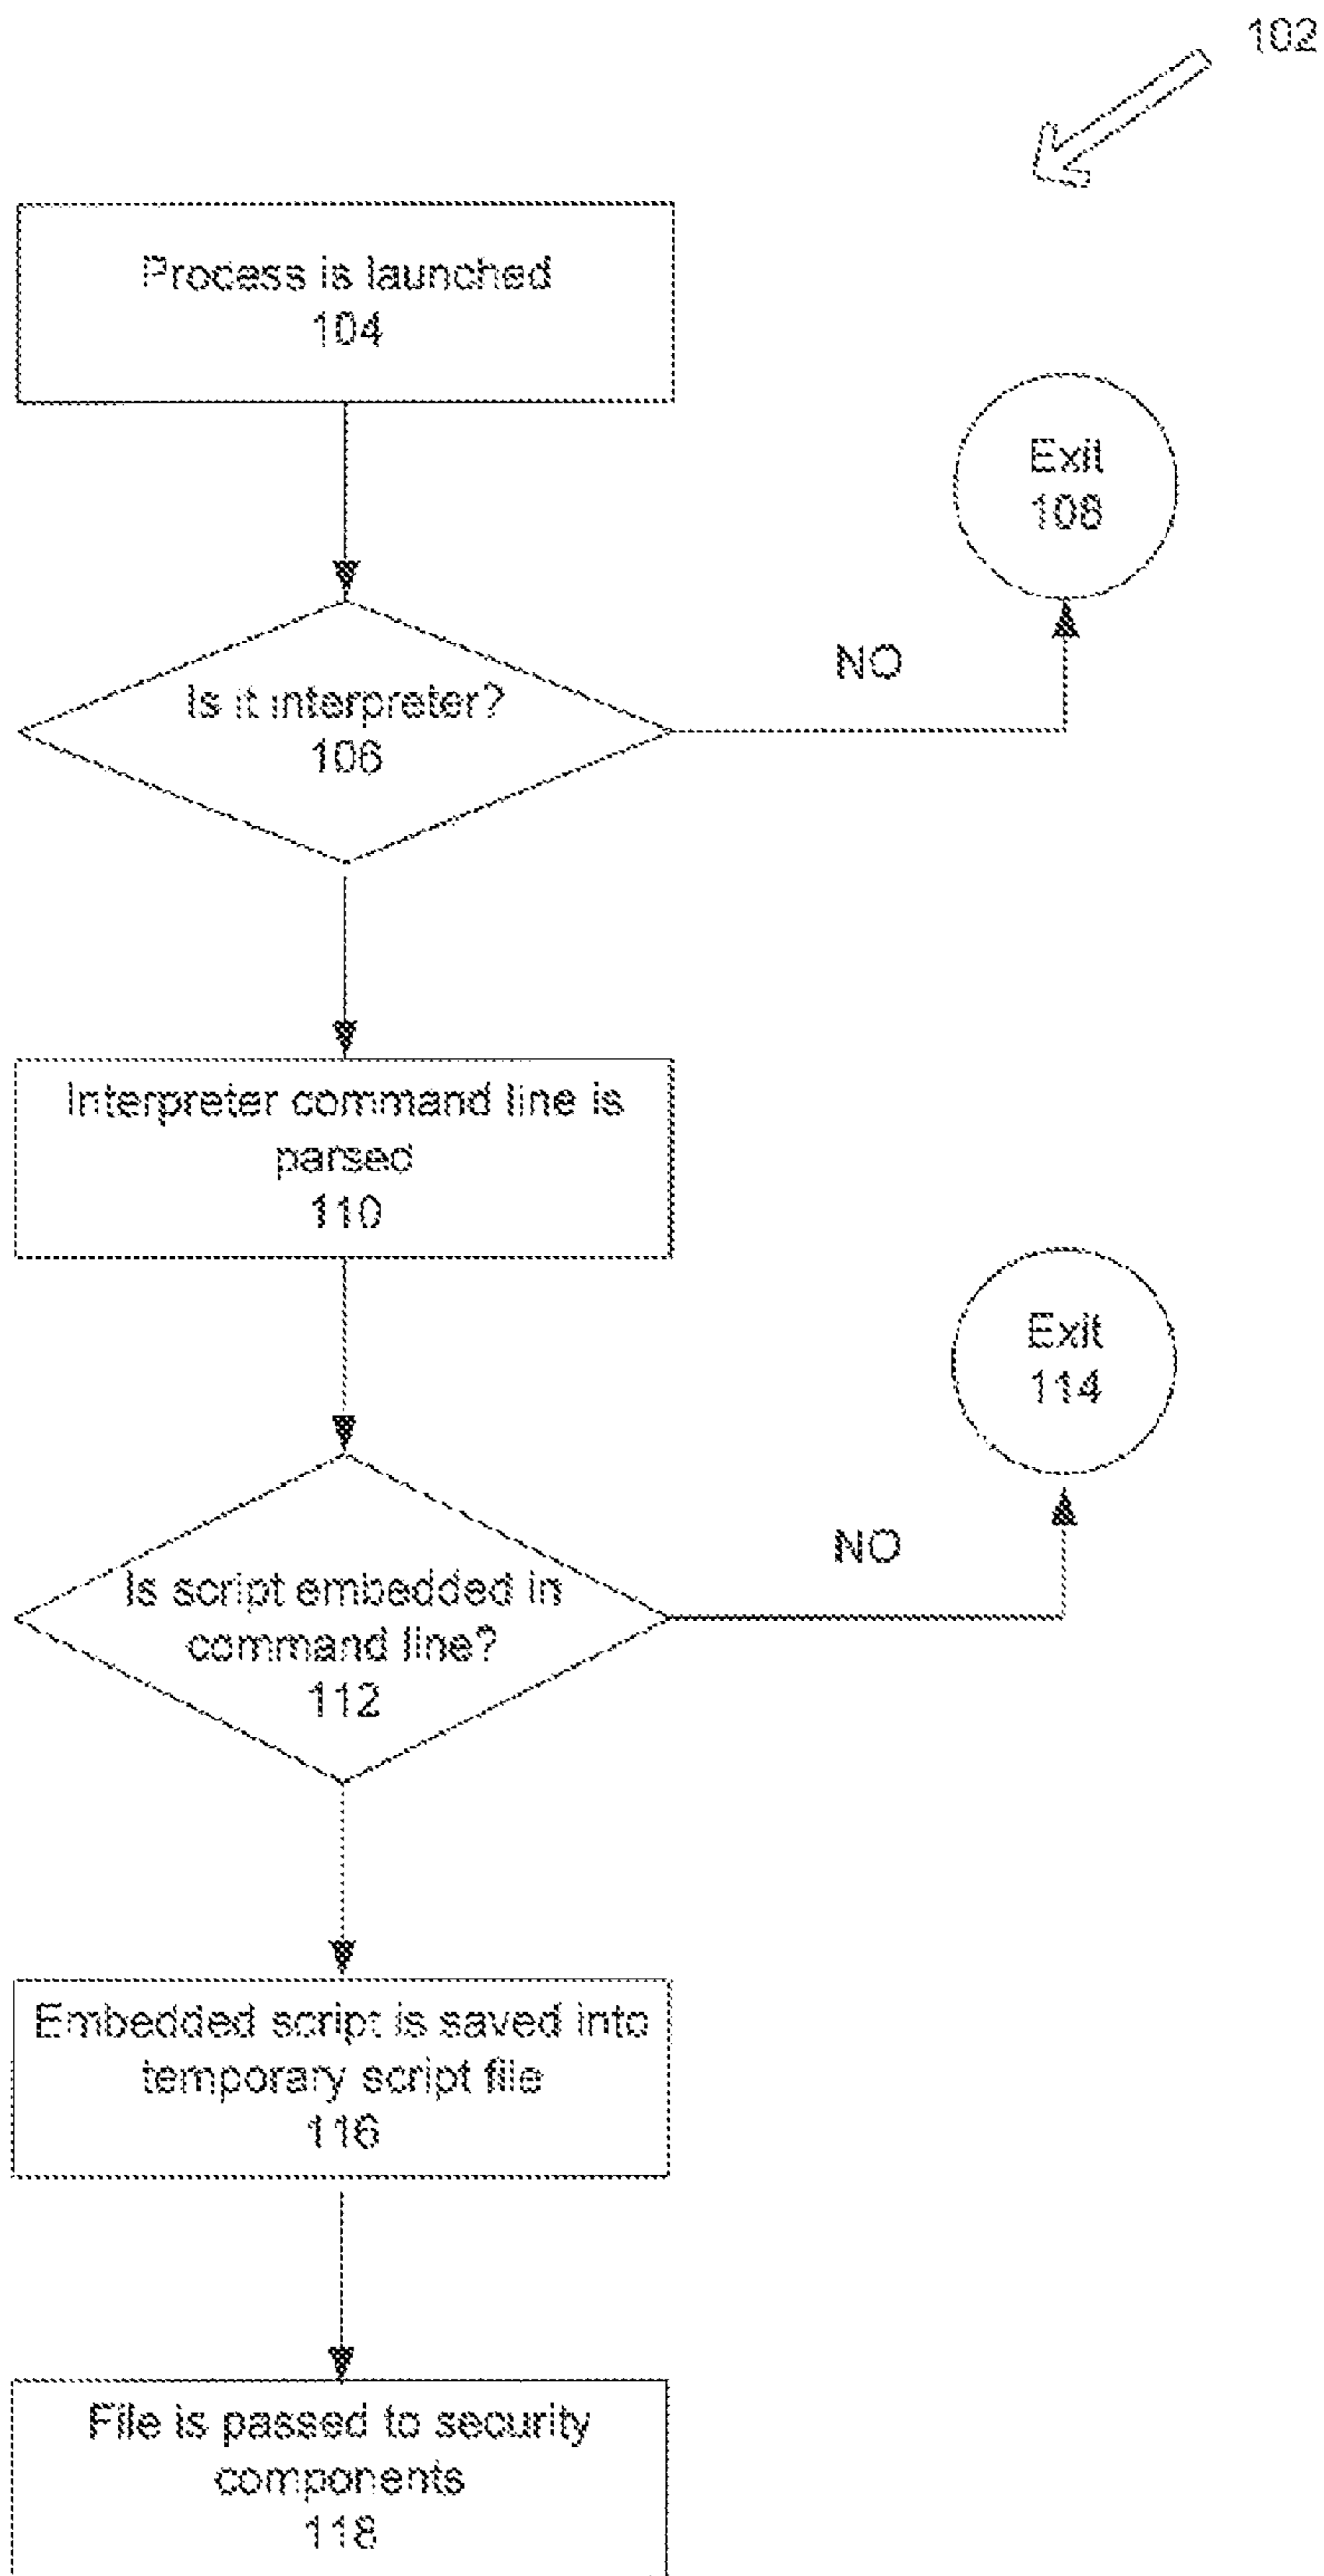 102
Process is launched
104
Exit
108
Is it interpreter?
106
NO
Interpreter command line is
parsed
110
Exit
114
Is script embedded in
command line?
112
NO
Embedded script is saved into
temporary script file
116
File is passed to security
components
118